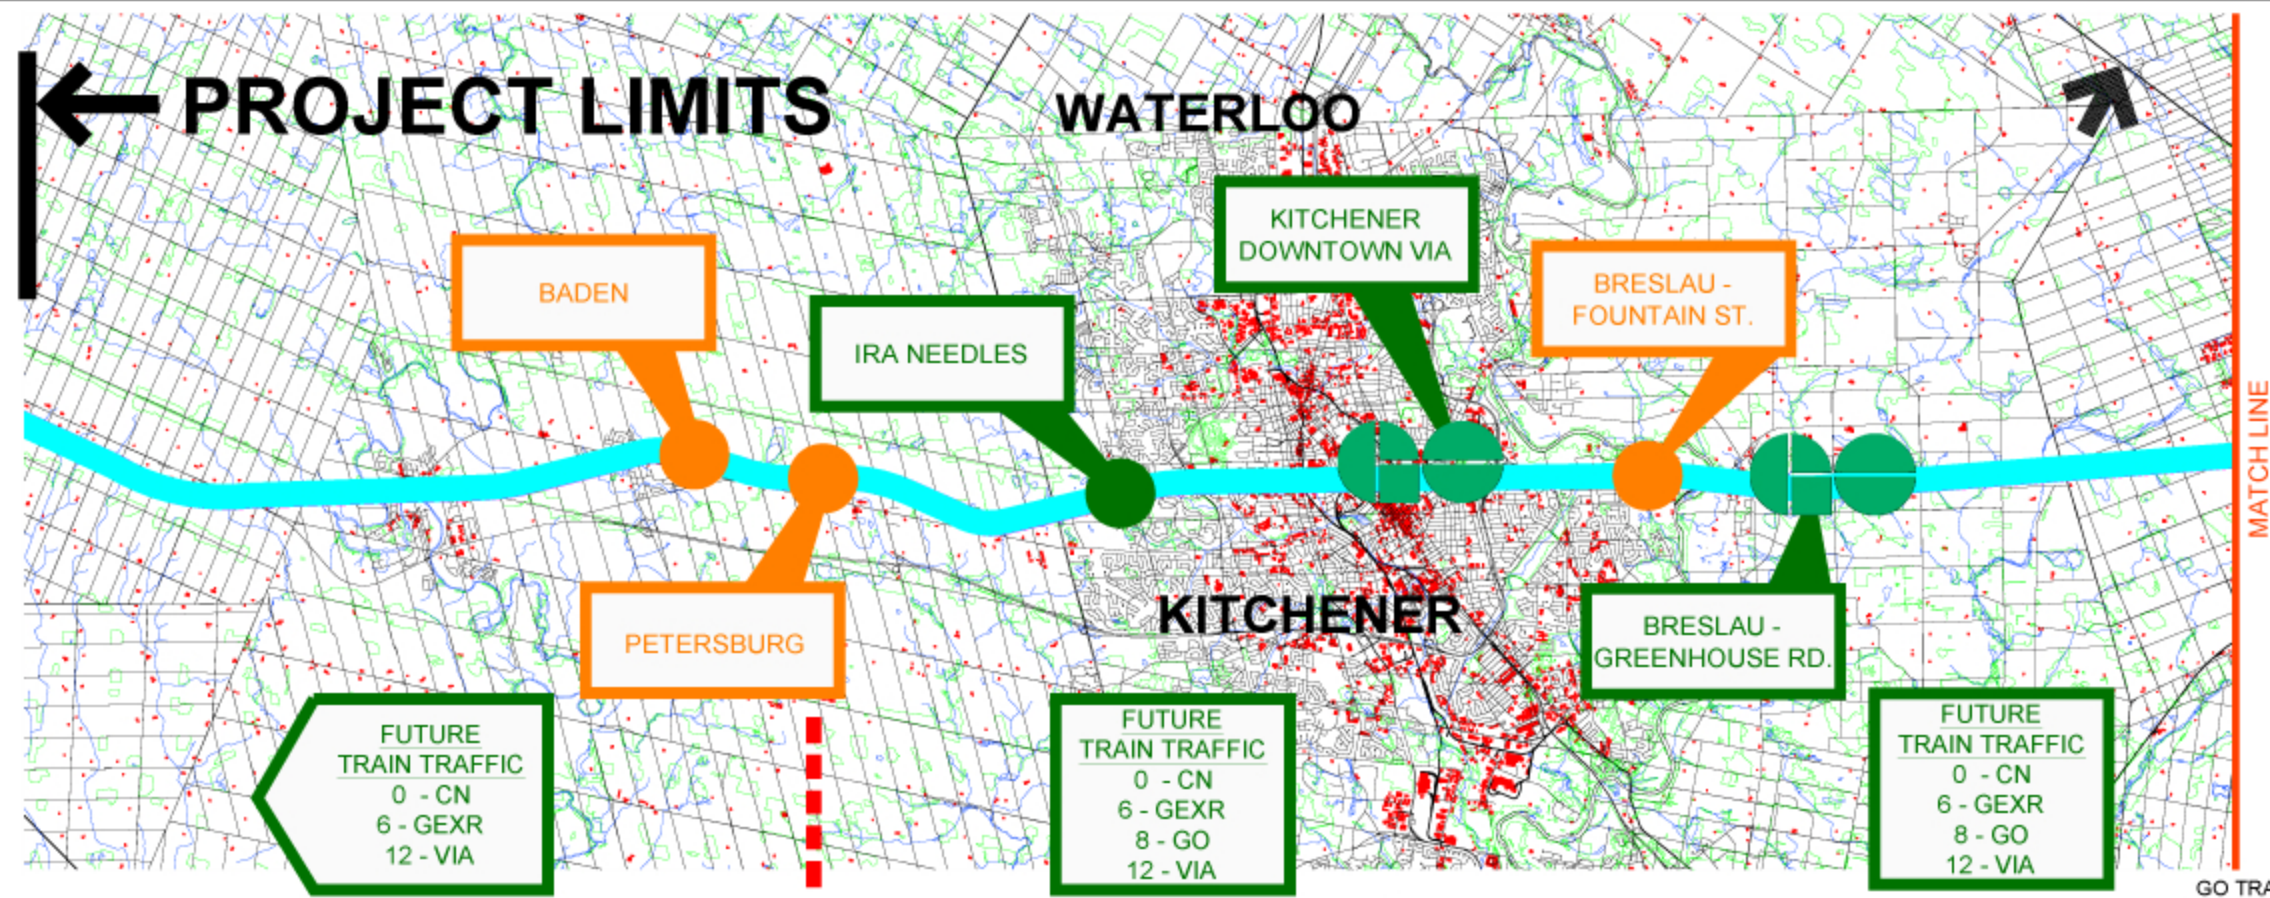 PROJECT LIMITS
WATERLOO
KITCHENER
DOWNTOWN VIA
BADEN
BRESLAU -
FOUNTAIN ST.
IRA NEEDLES
MATCH LINE
PETERSBURG
KITCHENER
BRESLAU -
GREENHOUSE RD.
FUTURE
TRAIN TRAFFIC
0 - CN
6 - GEXR
12 - VIA
FUTURE
TRAIN TRAFFIC
0 - CN
6 - GEXR
8 - GO
12 - VIA
FUTURE
TRAIN TRAFFIC
0 - CN
6 - GEXR
8 - GO
12 - VIA
GO TRA